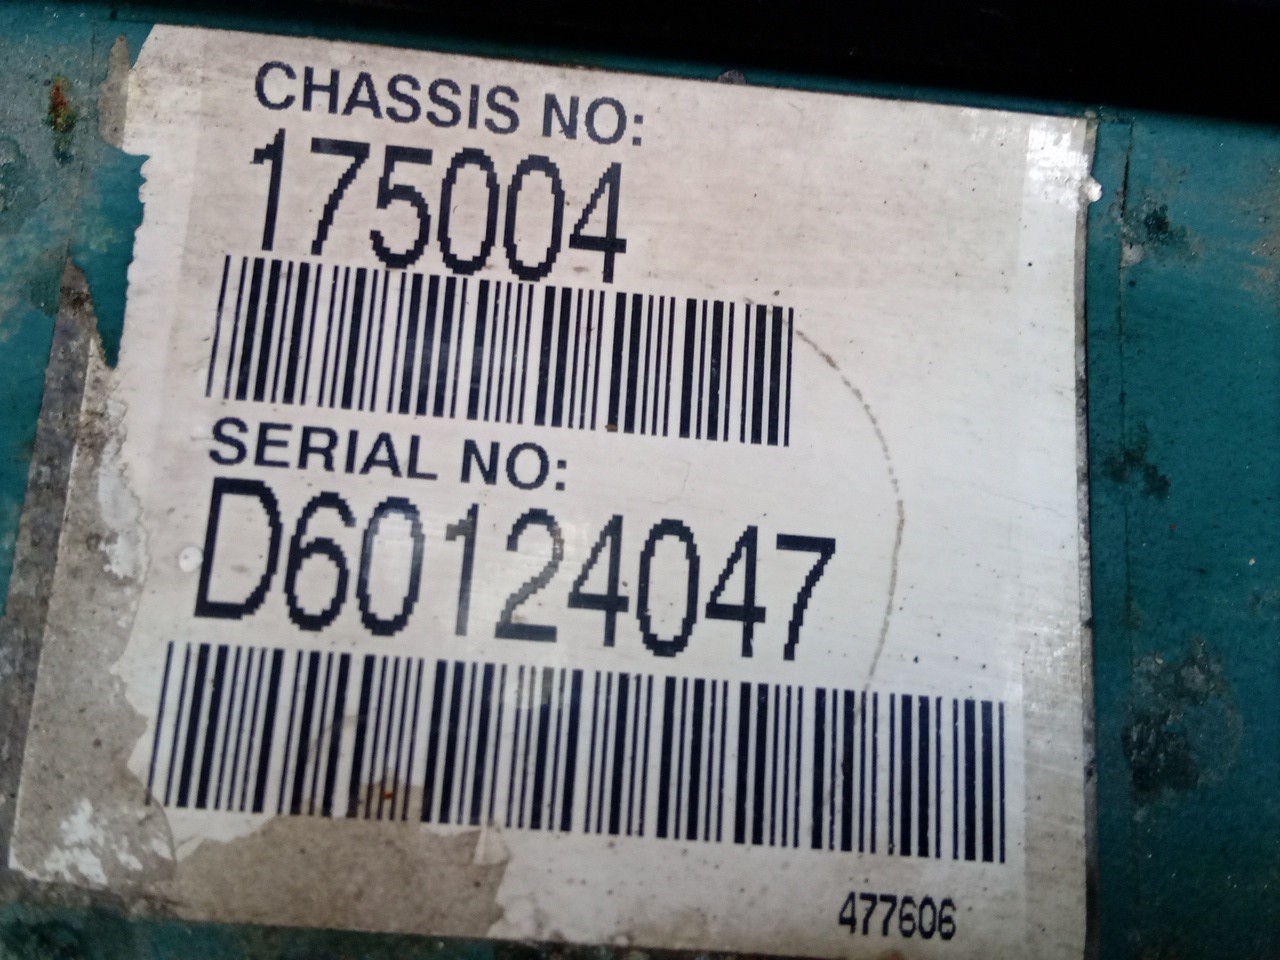 CHASSIS NO:
175004
SERIAL NO:
D60124047
477606